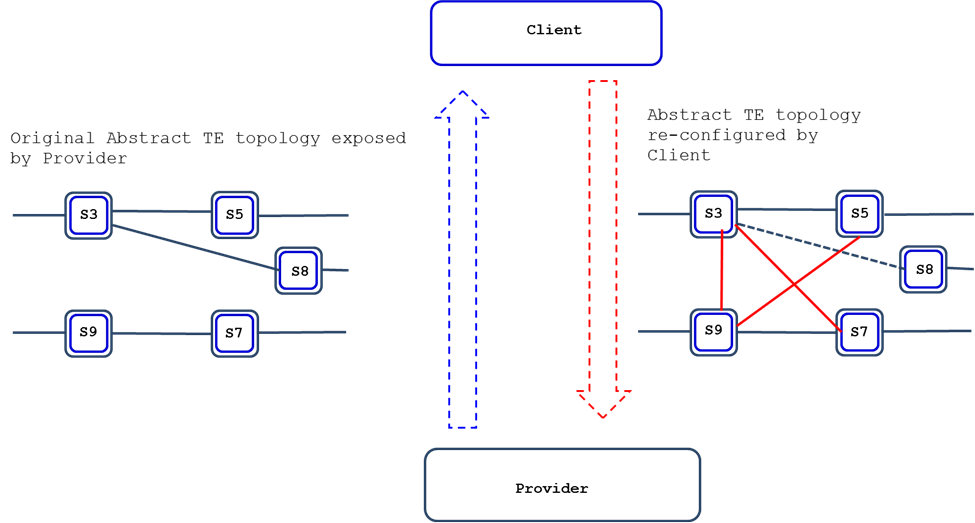 Client
Original Abstract TE topology exposed
by Provider
Abstract TE topology
re-configured by
Client
S3
S5
S8
S9
S7
S3
S5
S8
S9
S7
Provider